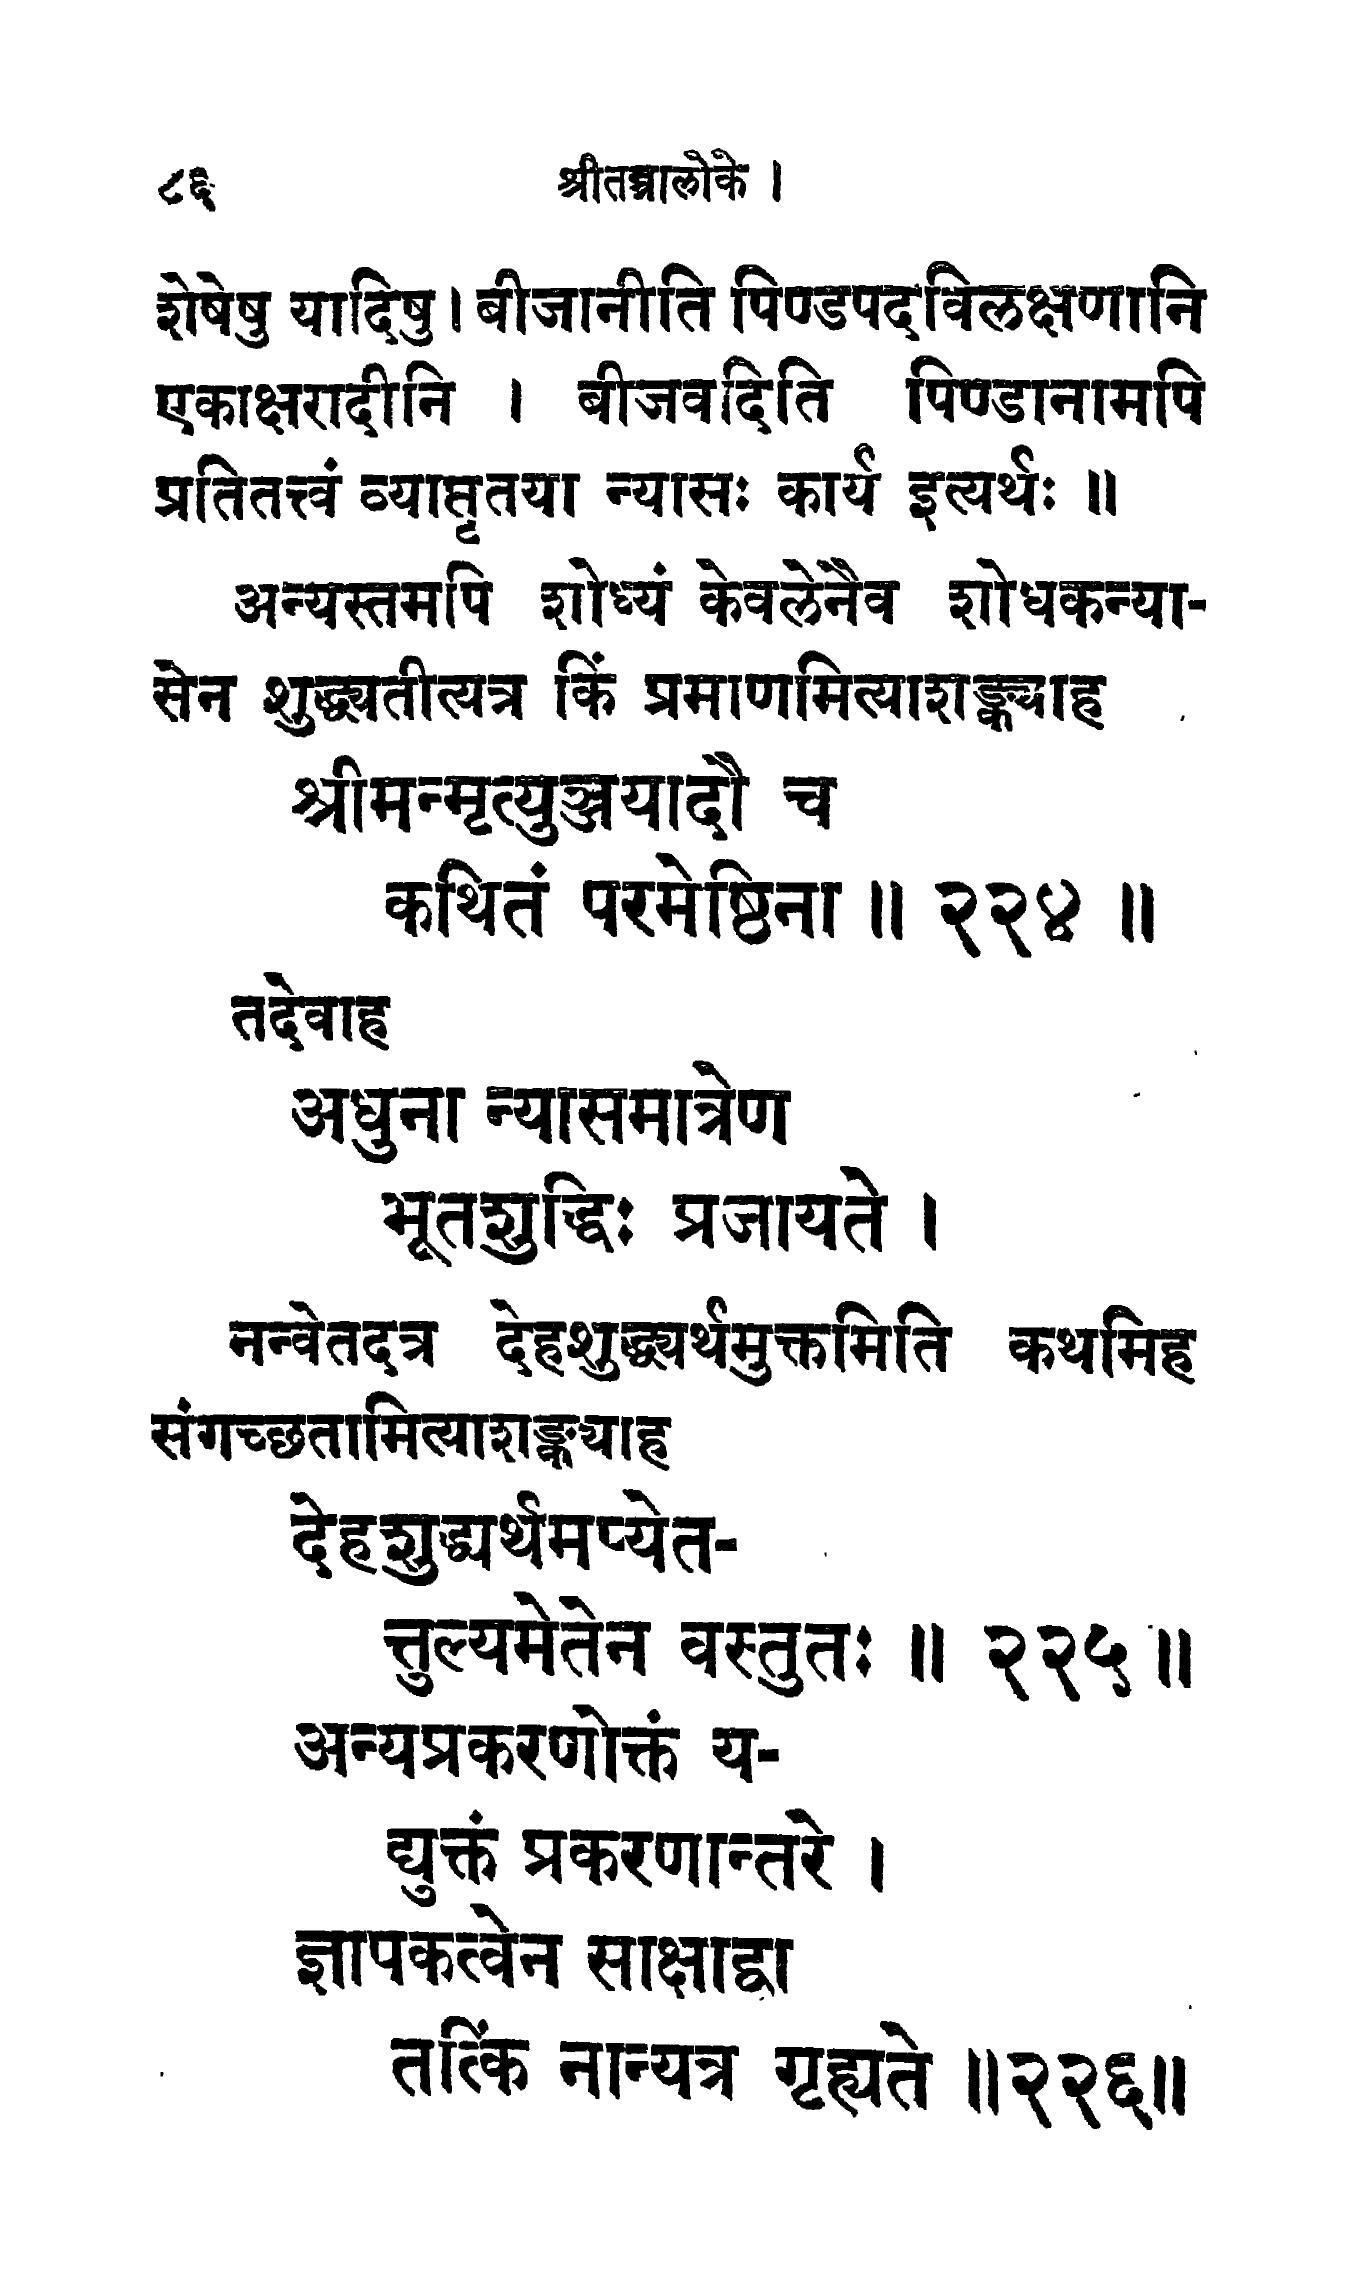 ८६ श्रीतन्त्रालोके ।
शेषेषु यादिषु । बीजानीति पिण्डपदविलक्षणानि
एकाक्षरादीनि । बीजवदिति पिण्डानामपि
प्रतितत्त्वं व्याप्तृतया न्यासः कार्य इत्यर्थः ॥
अन्यस्तमपि शोध्यं केवलेनैव शोधकन्या-
सेन शुद्ध्यतीत्यत्र किं प्रमाणमित्याशङ्क्याह
श्रीमन्मृत्युञ्जयादौ च
कथितं परमेष्ठिना ॥ २२४ ॥
तदेवाह
अधुना न्यासमात्रेण
भूतशुद्धिः प्रजायते ।
नन्वेतदत्र देहशुद्ध्यर्थमुक्तमिति कथमिह
संगच्छतामित्याशङ्क्याह
देहशुद्ध्यर्थमप्येत-
त्तुल्यमेतेन वस्तुतः ॥ २२५ ॥
अन्यप्रकरणोक्तं य-
द्युक्तं प्रकरणान्तरे ।
ज्ञापकत्वेन साक्षाद्वा
तत्किं नान्यत्र गृह्यते ॥२२६॥